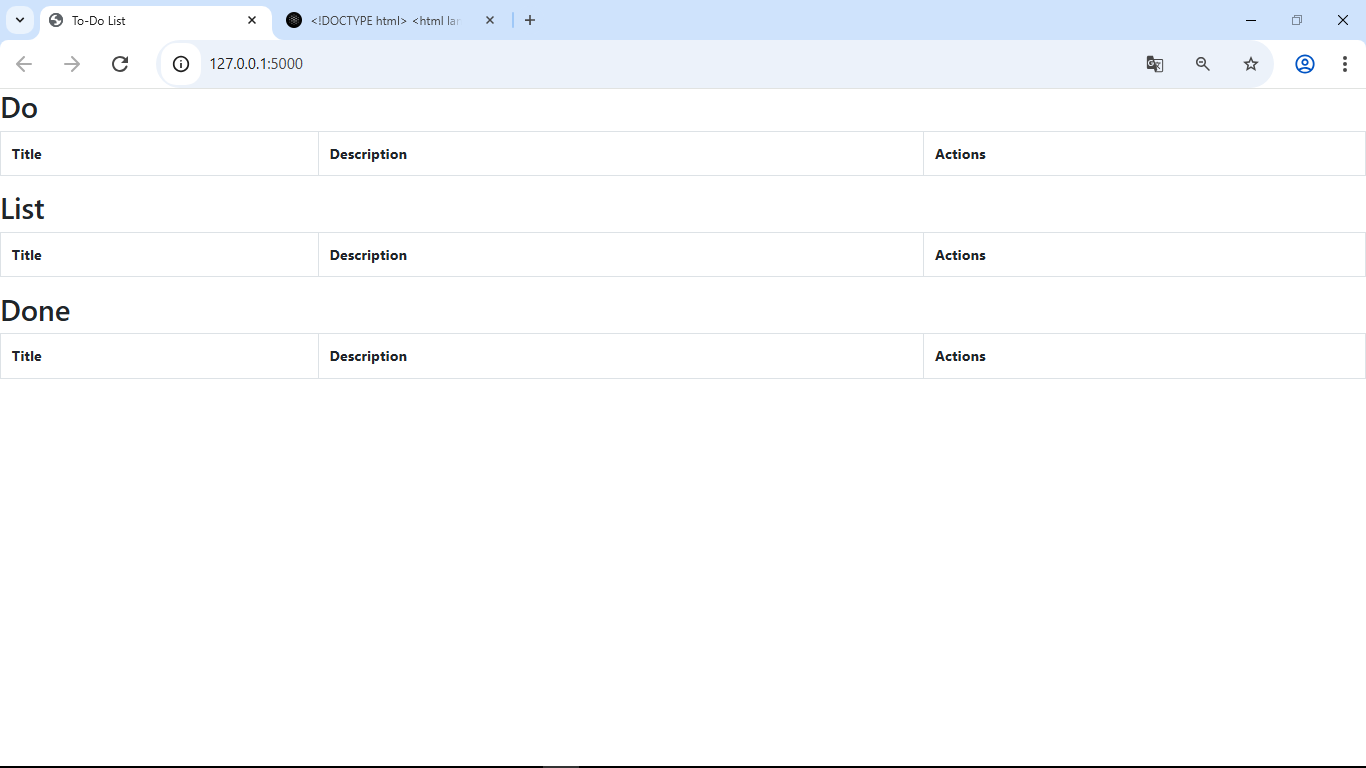 To-Do List
<!DOCTYPE html> <html lan
127.0.0.1:5000
Do
Title Description Actions
List
Title Description Actions
Done
Title Description Actions